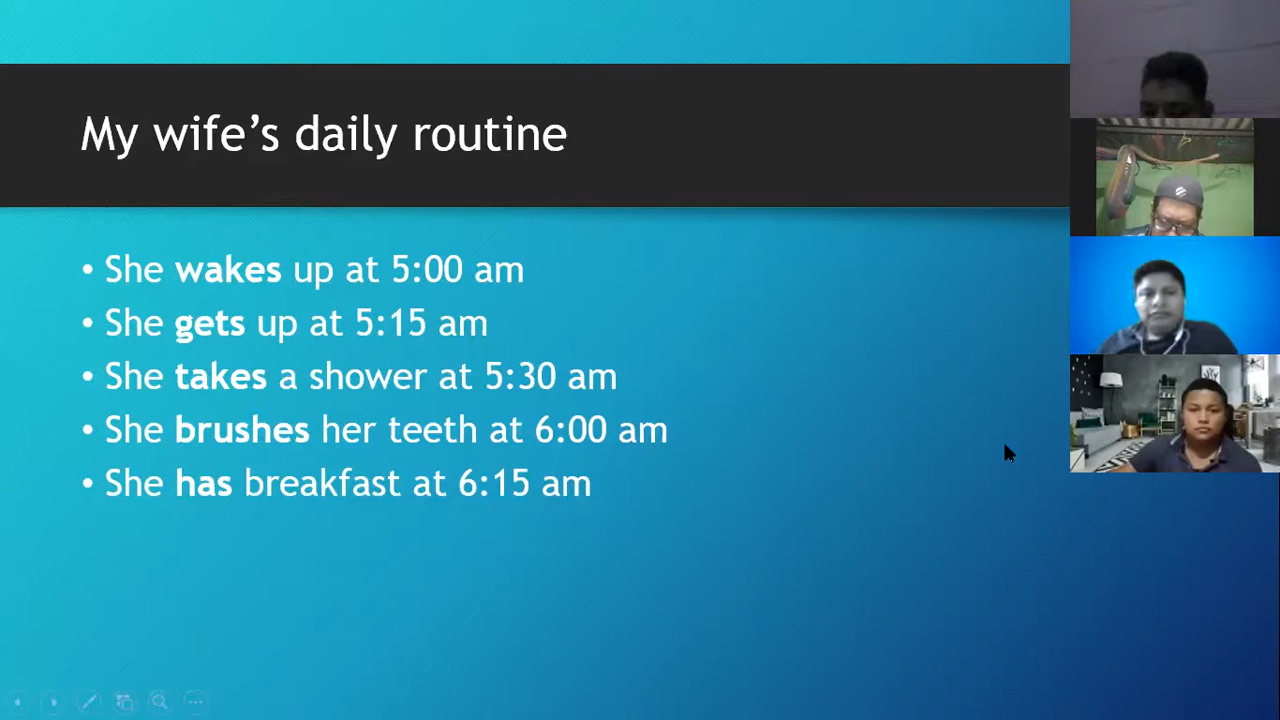 My wife’s daily routine
• She wakes up at 5:00 am
• She gets up at 5:15 am
• She takes a shower at 5:30 am
• She brushes her teeth at 6:00 am
• She has breakfast at 6:15 am